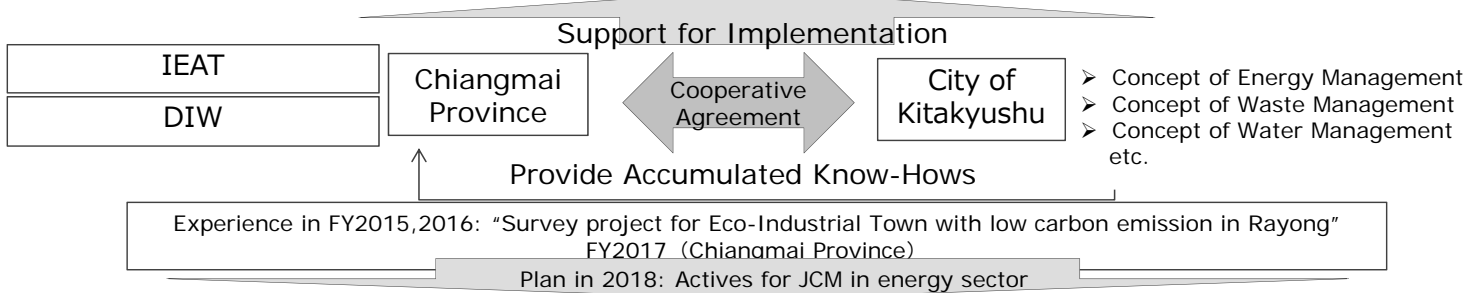 Support for Implementation
IEAT
DIW
Chiangmai
Province
Cooperative
Agreement
City of
Kitakyushu
➤ Concept of Energy Management
➤ Concept of Waste Management
➤ Concept of Water Management
etc.
Provide Accumulated Know-Hows
Experience in FY2015,2016: “Survey project for Eco-Industrial Town with low carbon emission in Rayong”
FY2017 (Chiangmai Province)
Plan in 2018: Actives for JCM in energy sector